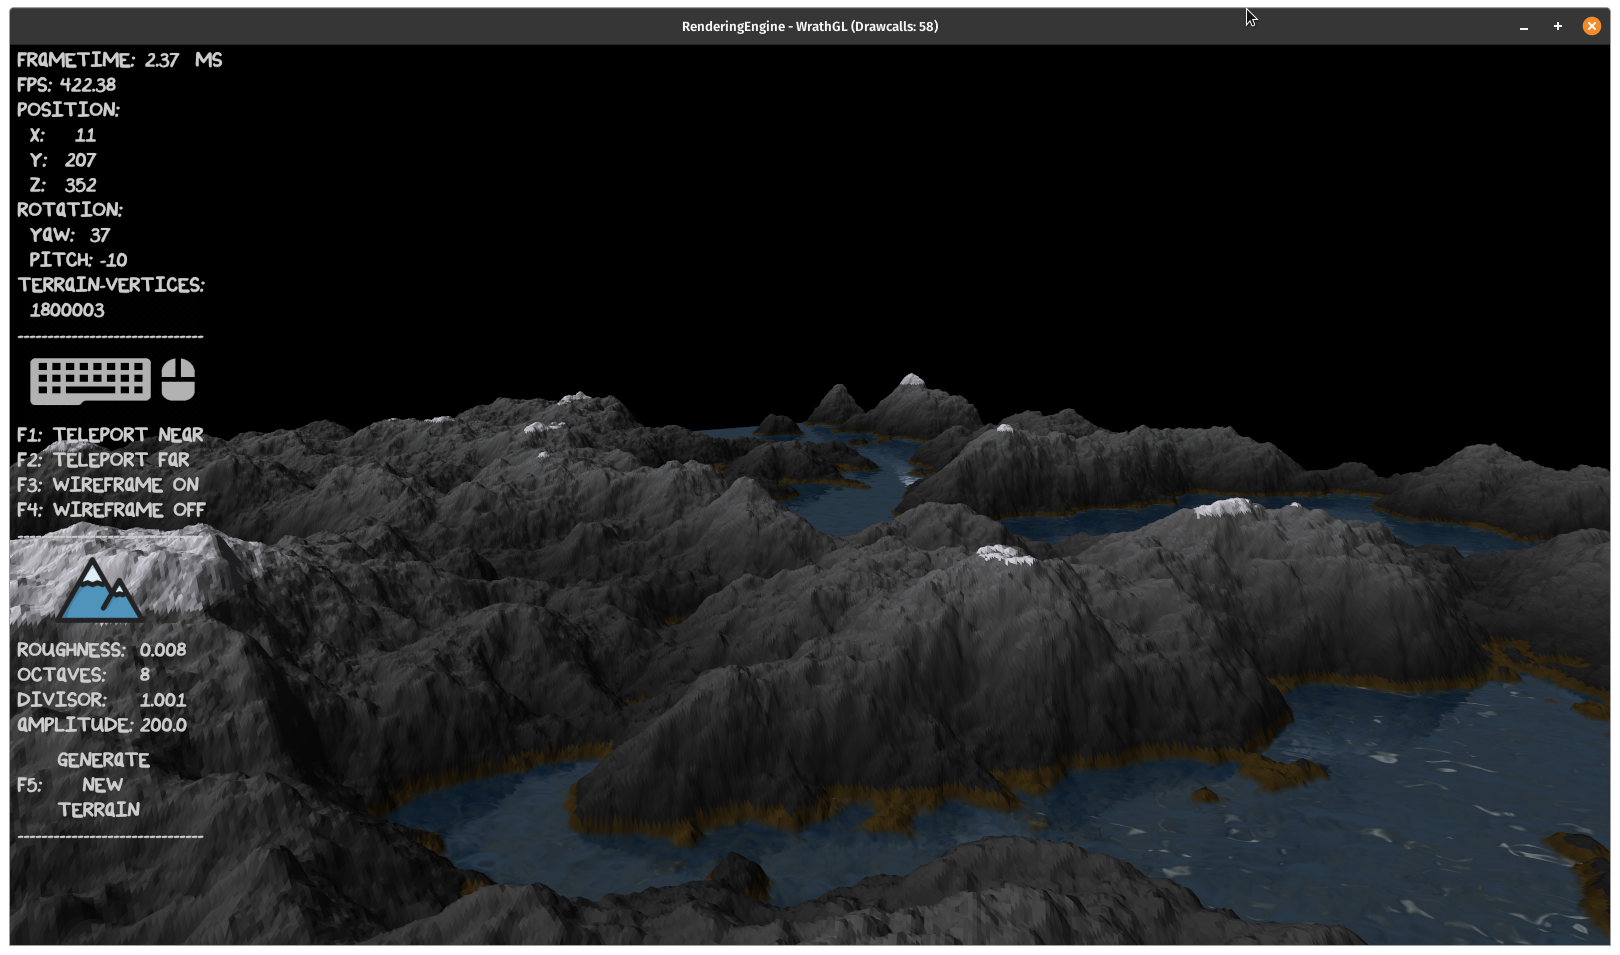 RenderingEngine - WrathGL (Drawcalls: 58)
FRAMETIME: 2.37 MS
FPS: 422.38
POSITION:
X: 11
Y: 207
Z: 352
ROTATION:
YAW: 37
PITCH: -10
TERRAIN-VERTICES:
1800003
-------------------------------
F1: TELEPORT NEAR
F2: TELEPORT FAR
F3: WIREFRAME ON
F4: WIREFRAME OFF
-------------------------------
ROUGHNESS: 0.008
OCTAVES: 8
DIVISOR: 1.001
AMPLITUDE: 200.0
GENERATE
F5: NEW
TERRAIN
-------------------------------